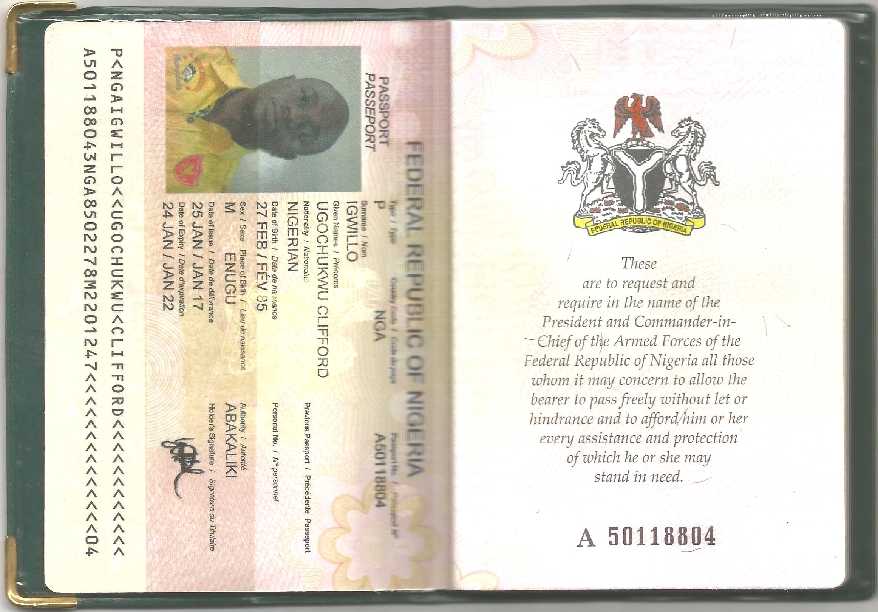 FEDERAL REPUBLIC OF NIGERIA
PASSPORT
PASSEPORT
Type / Type
Country Code / Code du pays
P
NGA
A50118804
Surname / Nom
IGWILLO
Given Names / Prénoms
UGOCHUKWU CLIFFORD
Nationality / Nationalité
Previous Passport / Précédente Passeport
NIGERIAN
Date of Birth / Date de naissance
Personal No. / N° personnel
27 FEB / FÉV 85
Sex / Sexe
Place of Birth / Lieu de naissance
Authority / Autorité
M
ENUGU
ABAKALIKI
Date of Issue / Date de délivrance
Holder's Signature / Signature du Titulaire
25 JAN / JAN 17
Date of Expiry / Date d'expiration
24 JAN / JAN 22
P<NGAIGWILLO<<UGOCHUKWU<CLIFFORD<<<<<<<<<<<<
A501188043NGA8502278M2201247<<<<<<<<<<<<<<04
FEDERAL REPUBLIC OF NIGERIA
These
are to request and
require in the name of the
President and Commander-in-
Chief of the Armed Forces of the
Federal Republic of Nigeria all those
whom it may concern to allow the
bearer to pass freely without let or
hindrance and to afford him or her
every assistance and protection
of which he or she may
stand in need.
A 50118804